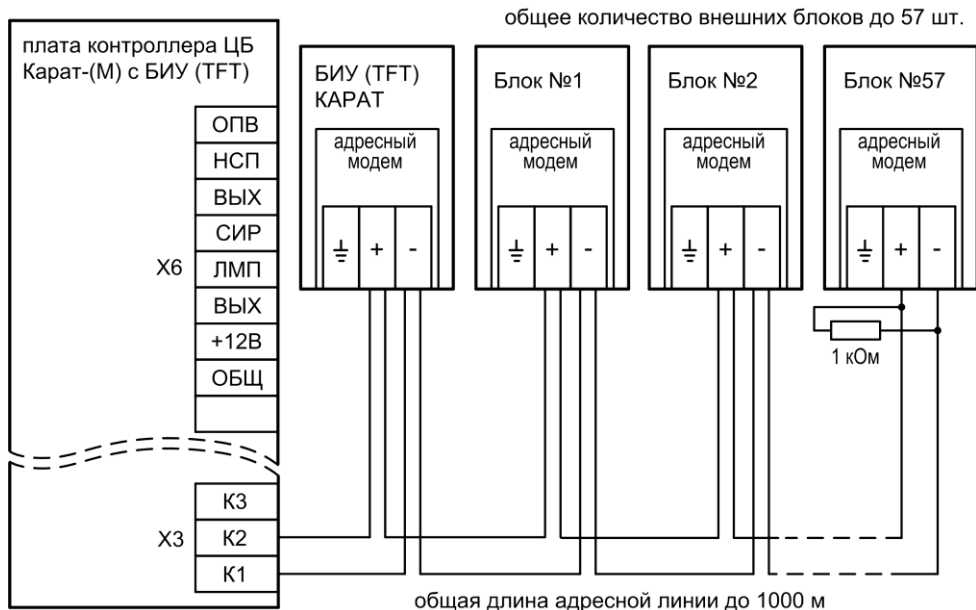 общее количество внешних блоков до 57 шт.
плата контроллера ЦБ
Карат-(М) с БИУ (TFT)
ОПВ
НСП
ВЫХ
СИР
X6
ЛМП
ВЫХ
+12В
ОБЩ
К3
X3
К2
К1
БИУ (TFT)
КАРАТ
адресный
модем
+ -
Блок №1
адресный
модем
+ -
Блок №2
адресный
модем
+ -
Блок №57
адресный
модем
+ -
1 кОм
общая длина адресной линии до 1000 м